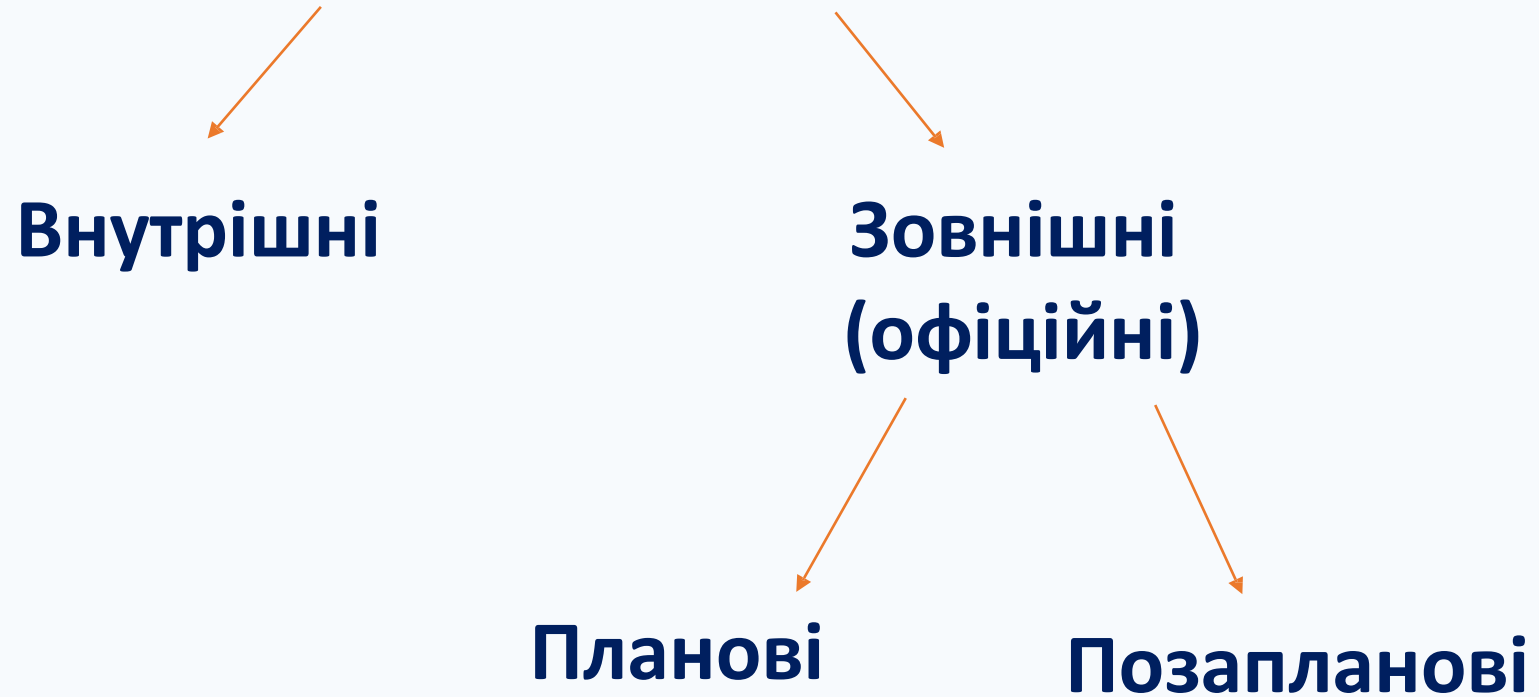 Внутрішні
Зовнішні
(офіційні)
Планові
Позапланові